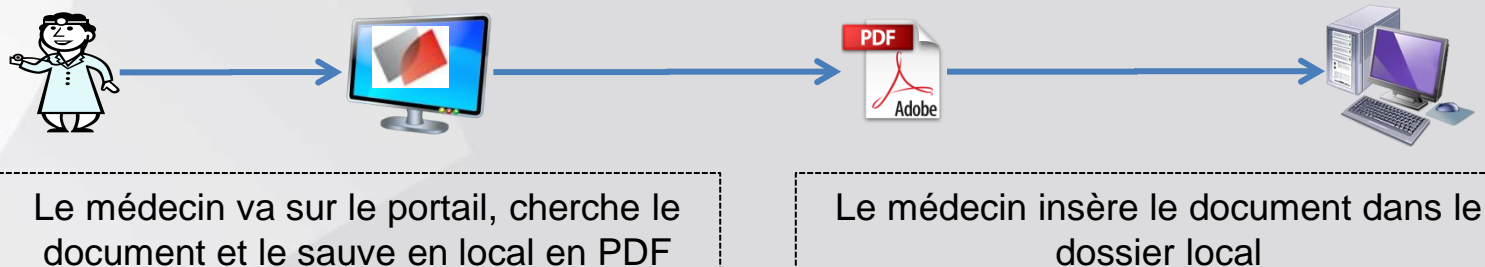 PDF
Adobe
Le médecin va sur le portail, cherche le
document et le sauve en local en PDF
Le médecin insère le document dans le
dossier local